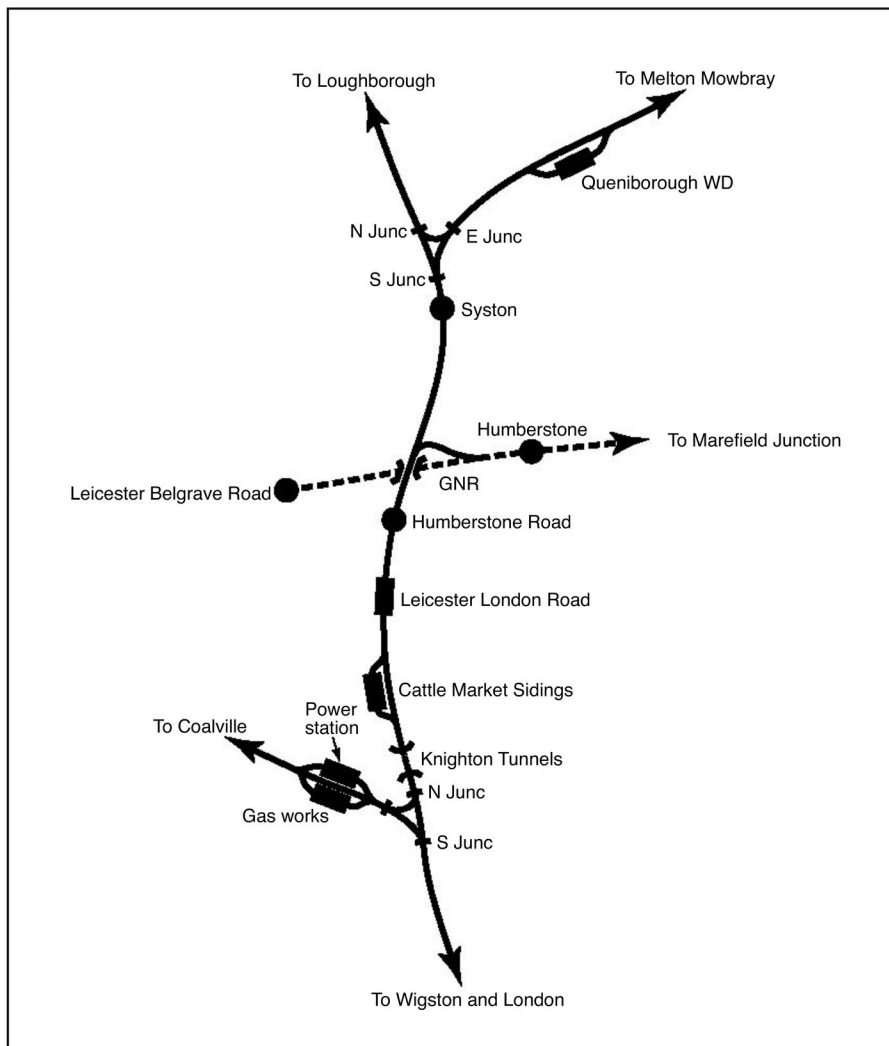 To Loughborough
To Melton Mowbray
Queniborough WD
N Junc
E Junc
S Junc
Syston
Humberstone
To Marefield Junction
GNR
Leicester Belgrave Road
Humberstone Road
Leicester London Road
Cattle Market Sidings
Power
station
To Coalville
Knighton Tunnels
N Junc
Gas works
S Junc
To Wigston and London